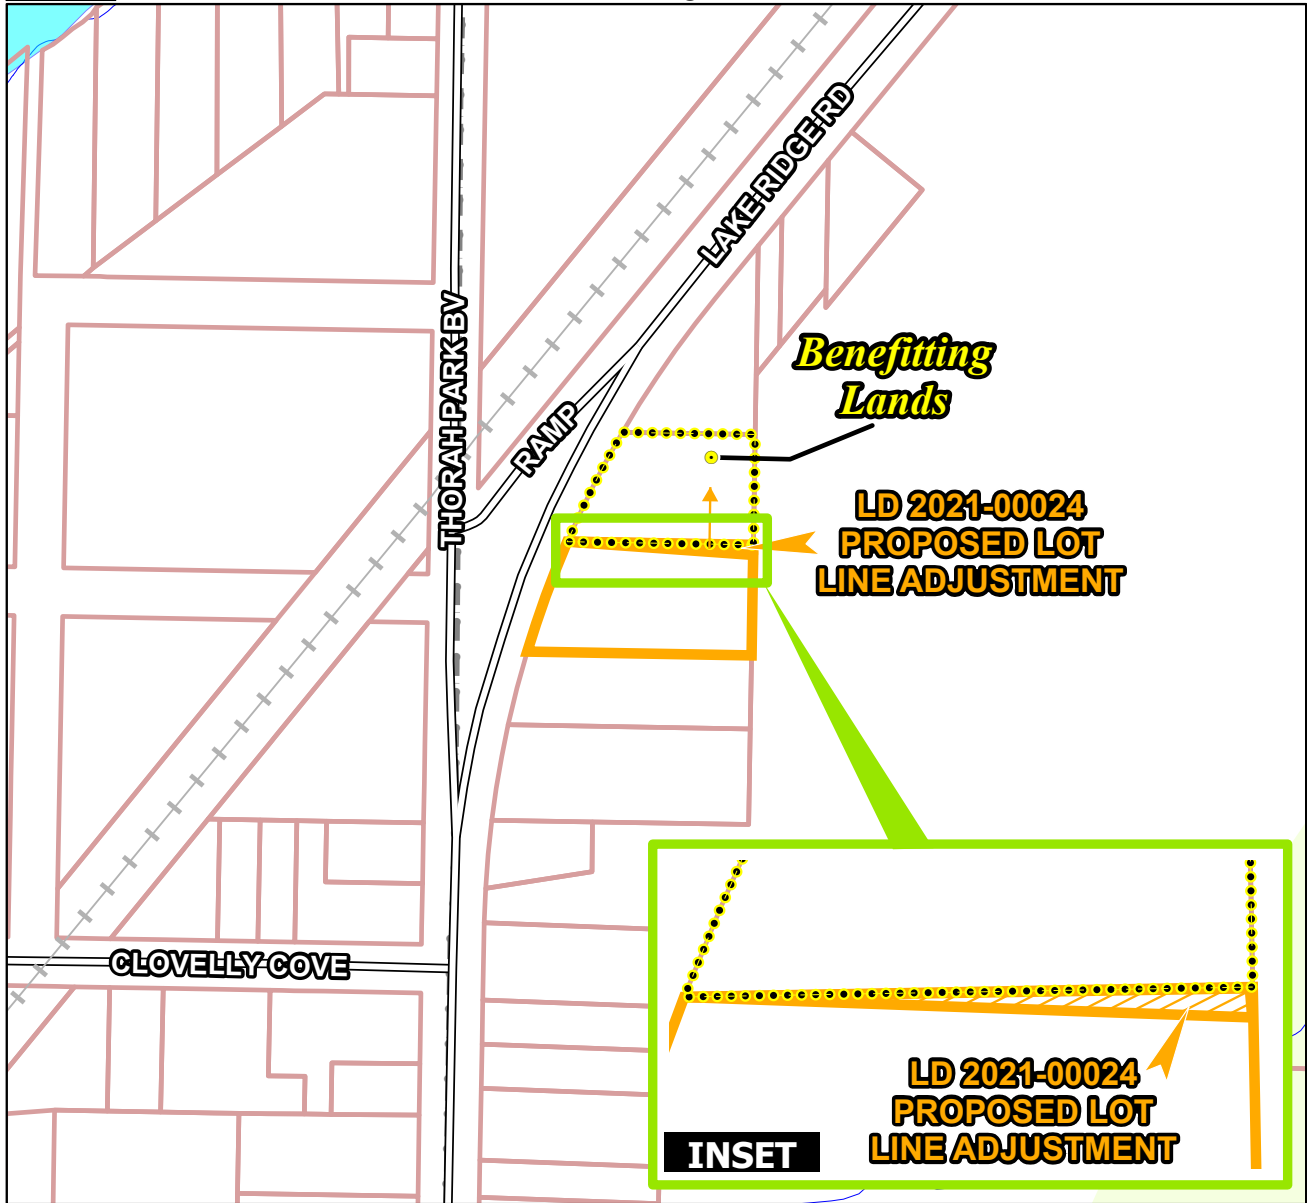 LAKE RIDGE RD
THORAH PARK BV
Benefitting
Lands
RAMP
LD 2021-00024
PROPOSED LOT
LINE ADJUSTMENT
CLOVELLY COVE
LD 2021-00024
PROPOSED LOT
LINE ADJUSTMENT
INSET